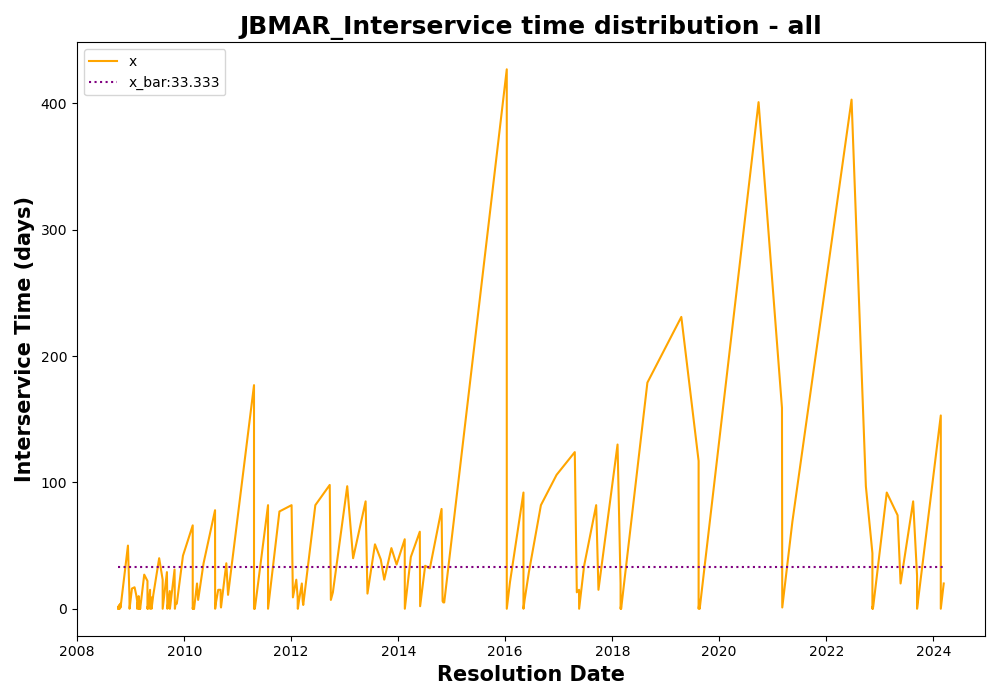 JBMAR_Interservice time distribution - all
x
x_bar:33.333
Interservice Time (days)
400
300
200
100
0
2008 2010 2012 2014 2016 2018 2020 2022 2024
Resolution Date